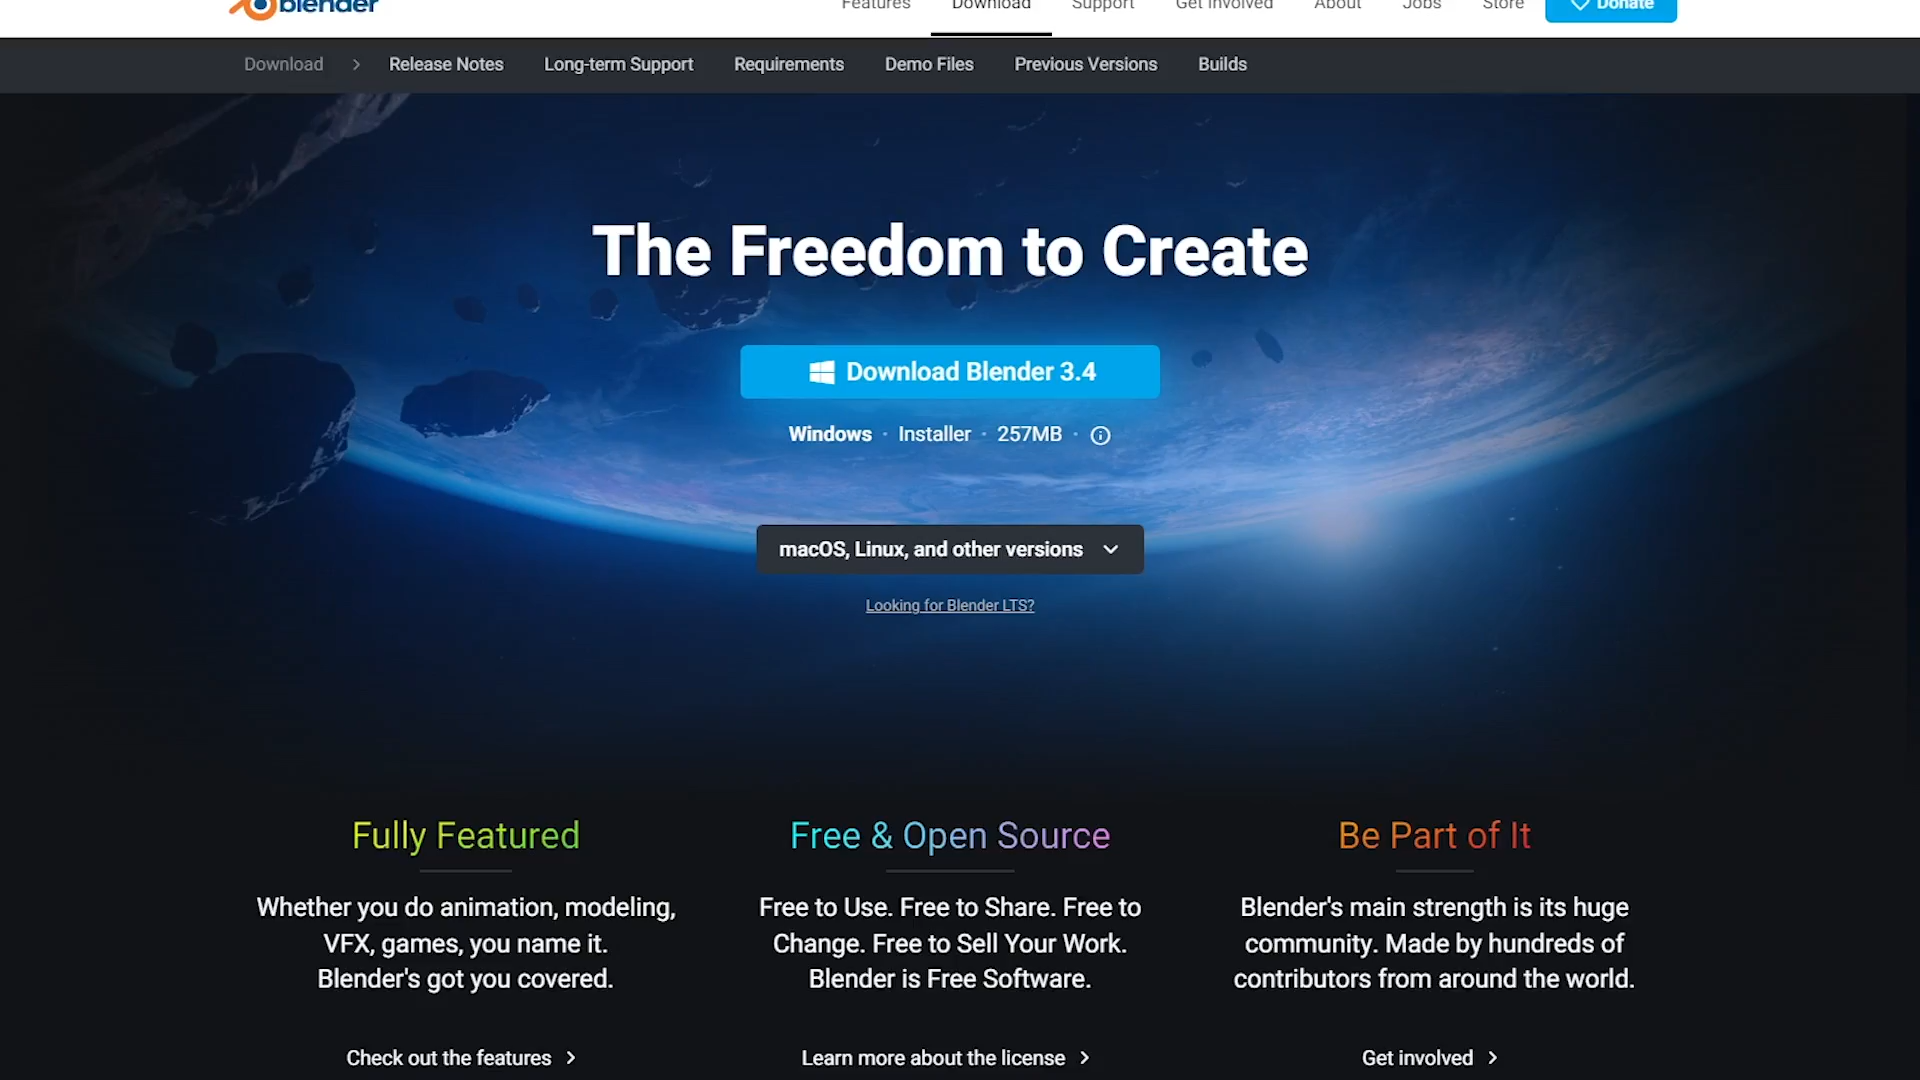 blender
Features Download Support Get Involved About Jobs Store Donate
Download Release Notes Long-term Support Requirements Demo Files Previous Versions Builds
The Freedom to Create
Download Blender 3.4
Windows · Installer · 257MB ·
macOS, Linux, and other versions
Looking for Blender LTS?
Fully Featured
Whether you do animation, modeling,
VFX, games, you name it.
Blender's got you covered.
Check out the features
Free & Open Source
Free to Use. Free to Share. Free to
Change. Free to Sell Your Work.
Blender is Free Software.
Learn more about the license
Be Part of It
Blender's main strength is its huge
community. Made by hundreds of
contributors from around the world.
Get involved